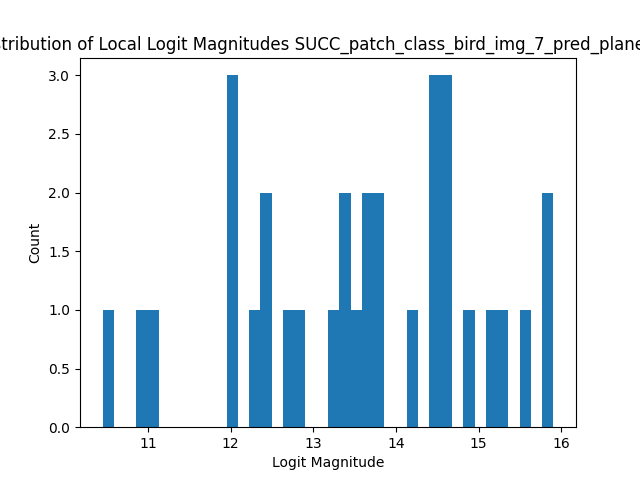 tribution of Local Logit Magnitudes SUCC_patch_class_bird_img_7_pred_plane
3.0
2.5
2.0
1.5
1.0
0.5
0.0
Count
11 12 13 14 15 16
Logit Magnitude